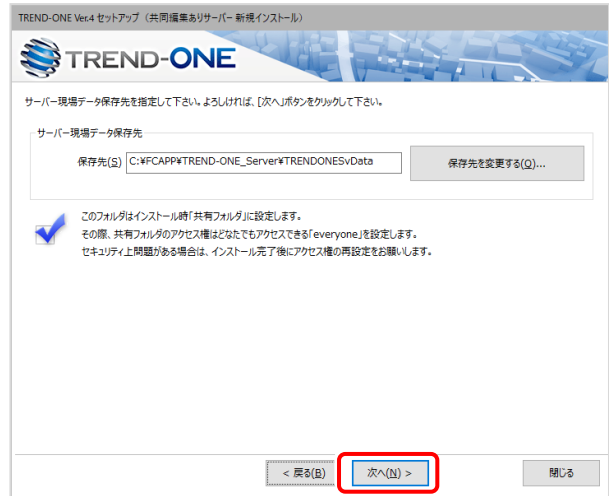 TREND-ONE Ver.4 セットアップ（共同編集ありサーバー 新規インストール）
TREND-ONE
サーバー現場データ保存先を指定して下さい。よろしければ、[次へ]ボタンをクリックして下さい。
サーバー現場データ保存先
保存先(S) C:¥FCAPP¥TREND-ONE_Server¥TRENDONESvData 保存先を変更する(O)...
このフォルダはインストール時「共有フォルダ」に設定します。
その際、共有フォルダのアクセス権はどなたでもアクセスできる「everyone」を設定します。
セキュリティ上問題がある場合は、インストール完了後にアクセス権の再設定をお願いします。
< 戻る(B) 次へ(N) > 閉じる